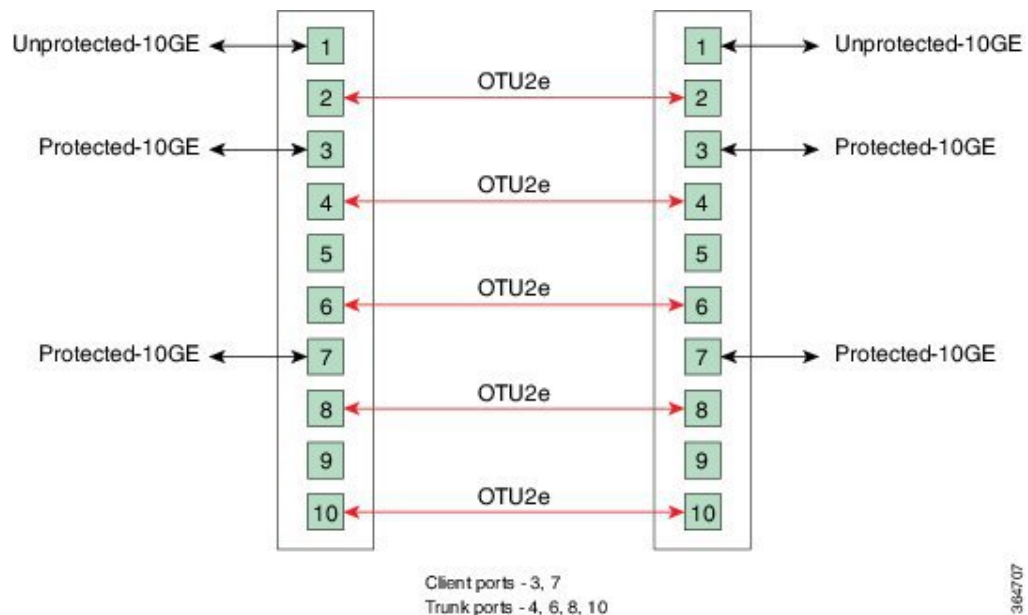 Unprotected-10GE 1 1 Unprotected-10GE
OTU2e
2 2
Protected-10GE 3 3 Protected-10GE
OTU2e
4 4
5 5
OTU2e
6 6
Protected-10GE 7 7 Protected-10GE
OTU2e
8 8
9 9
OTU2e
10 10
Client ports - 3, 7
Trunk ports - 4, 6, 8, 10
364707